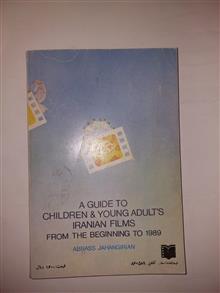 A GUIDE TO
CHILDREN & YOUNG ADULT'S
IRANIAN FILMS
FROM THE BEGINNING TO 1989
ABBASS JAHANGIRIAN